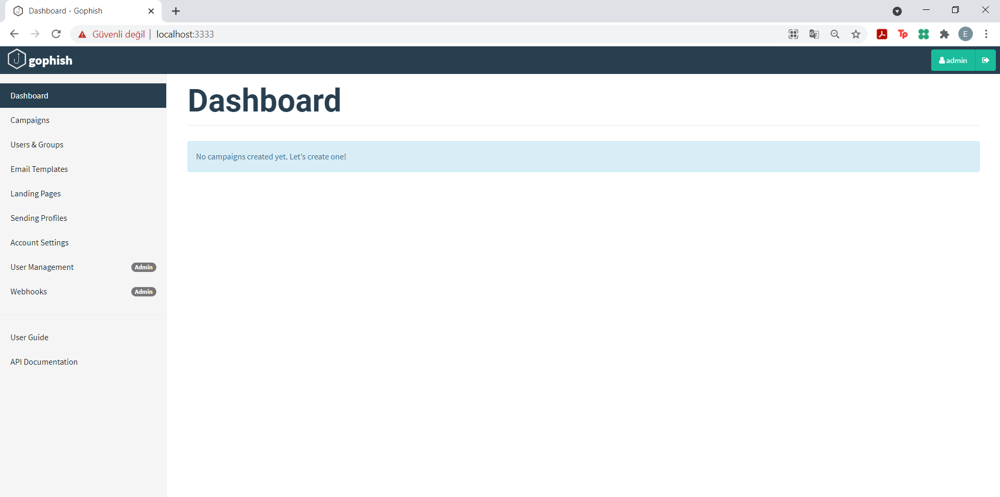 Dashboard - Gophish
Güvenli değil | localhost:3333
E
gophish
admin
Dashboard
Campaigns
Users & Groups
Email Templates
Landing Pages
Sending Profiles
Account Settings
User Management Admin
Webhooks Admin
User Guide
API Documentation
Dashboard
No campaigns created yet. Let's create one!